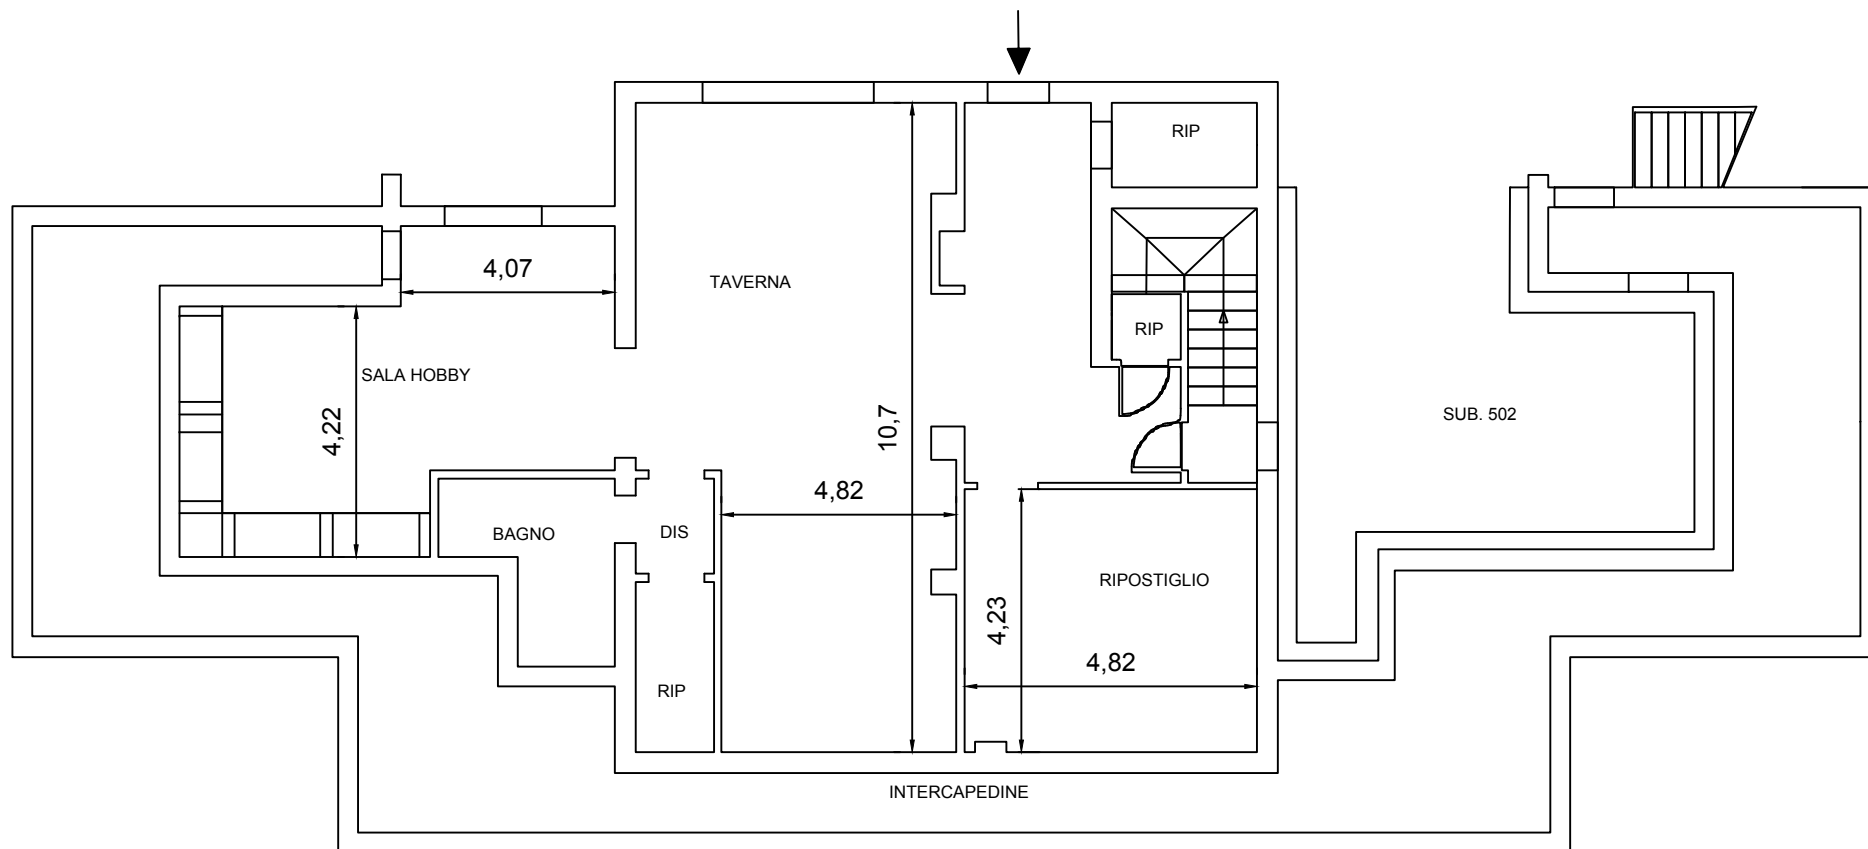 RIP
4,07
TAVERNA
RIP
SALA HOBBY
4,22
10,7
SUB. 502
4,82
BAGNO
DIS
RIPOSTIGLIO
4,23
4,82
RIP
INTERCAPEDINE